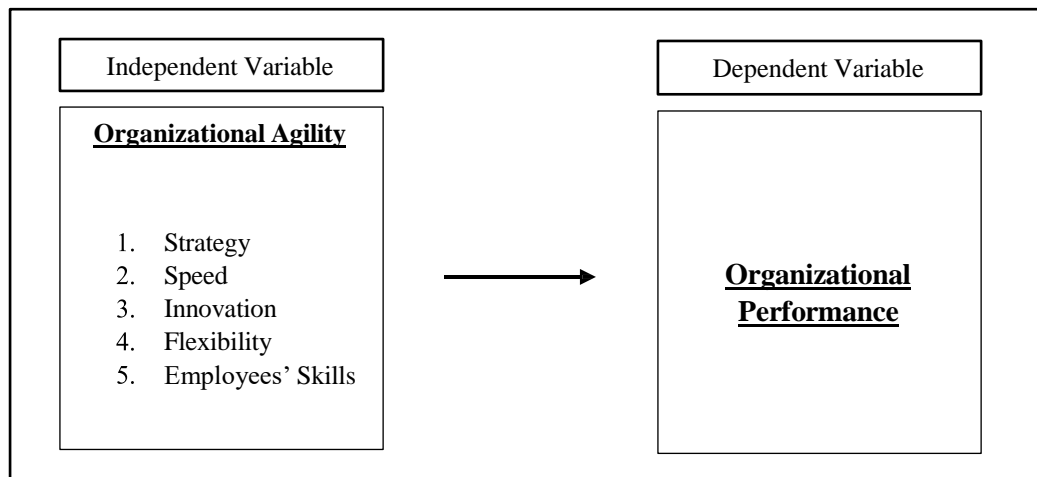 Independent Variable
Dependent Variable
Organizational Agility
1. Strategy
2. Speed
3. Innovation
4. Flexibility
5. Employees’ Skills
Organizational
Performance